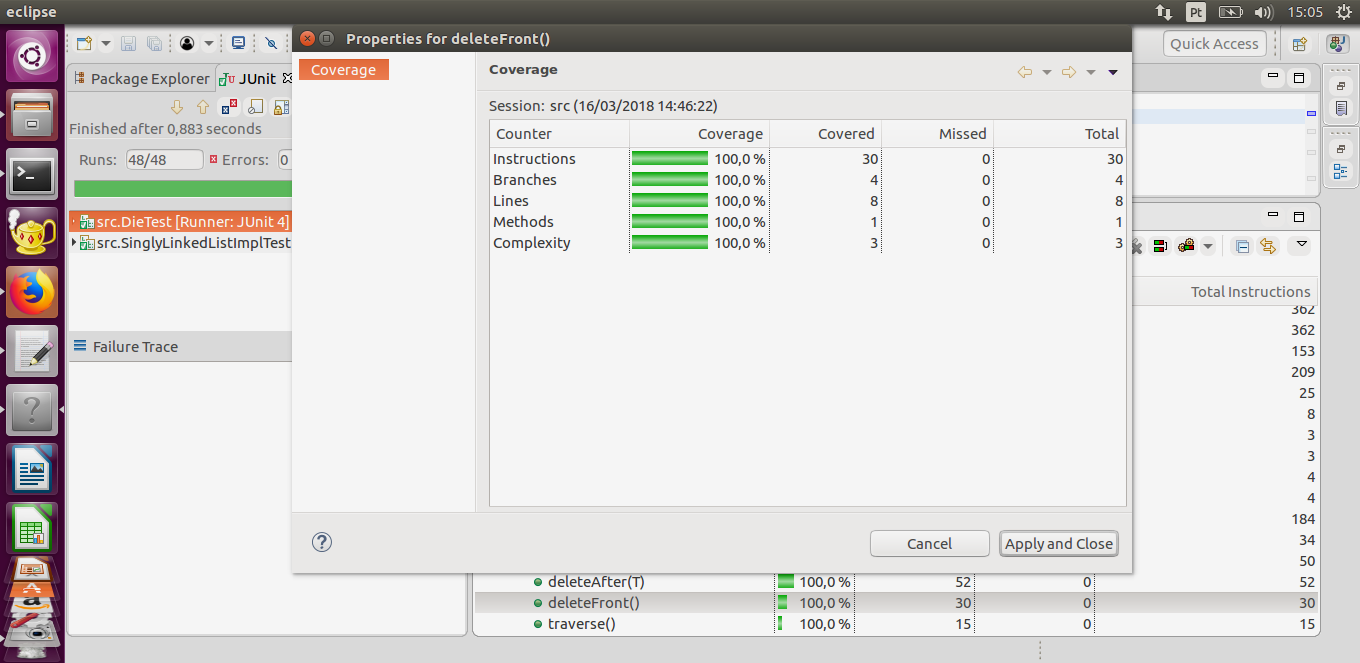 eclipse
Pt
15:05
Properties for deleteFront()
Quick Access
Coverage
Coverage
Package Explorer
JUnit
Session: src (16/03/2018 14:46:22)
Counter Coverage Covered Missed Total
Finished after 0,883 seconds
Instructions 100,0 % 30 0 30
Runs: 48/48 Errors: 0
Branches 100,0 % 4 0 4
Lines 100,0 % 8 0 8
Methods 100,0 % 1 0 1
Complexity 100,0 % 3 0 3
src.DieTest [Runner: JUnit 4]
src.SinglyLinkedListImplTest
Total Instructions
362
362
153
209
25
8
3
3
4
4
184
34
50
Failure Trace
Cancel
Apply and Close
deleteAfter(T) 100,0 % 52 0 52
deleteFront() 100,0 % 30 0 30
traverse() 100,0 % 15 0 15